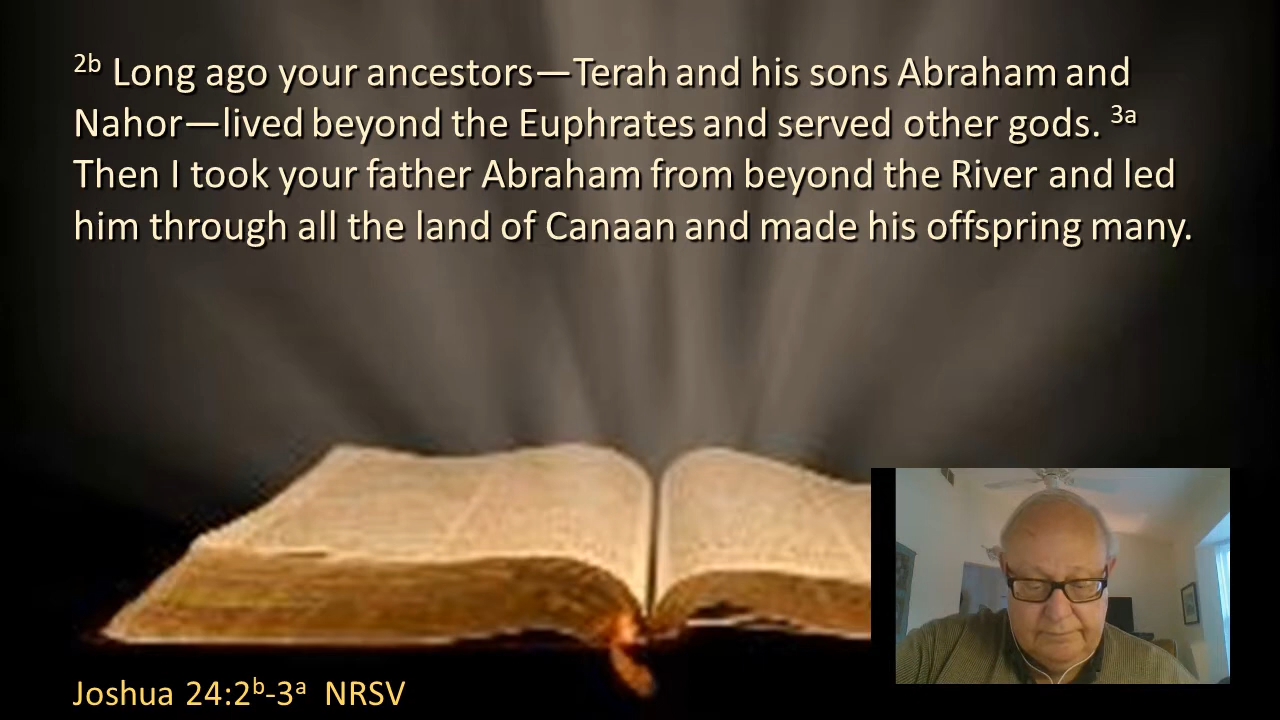 2b Long ago your ancestors—Terah and his sons Abraham and
Nahor—lived beyond the Euphrates and served other gods. 3a
Then I took your father Abraham from beyond the River and led
him through all the land of Canaan and made his offspring many.
Joshua 24:2b-3a NRSV